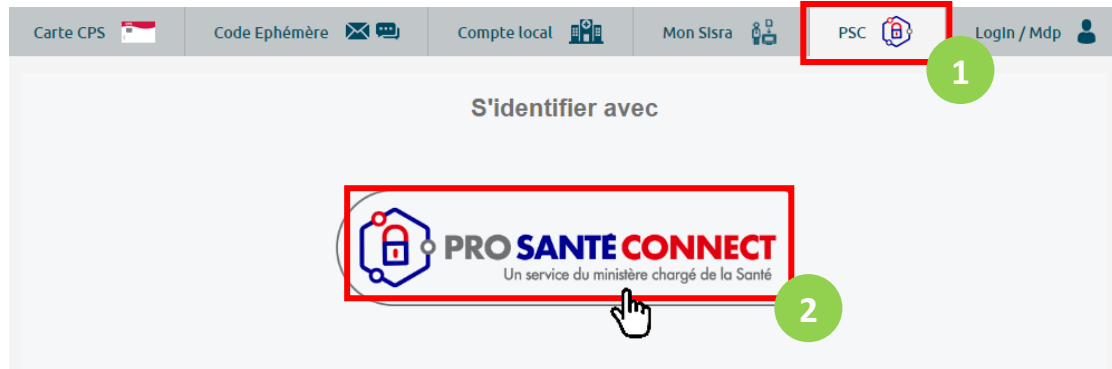 Carte CPS
Code Ephémère
Compte local
Mon Sisra
PSC
Login / Mdp
1
S'identifier avec
PRO SANTÉ CONNECT
Un service du ministère chargé de la Santé
2